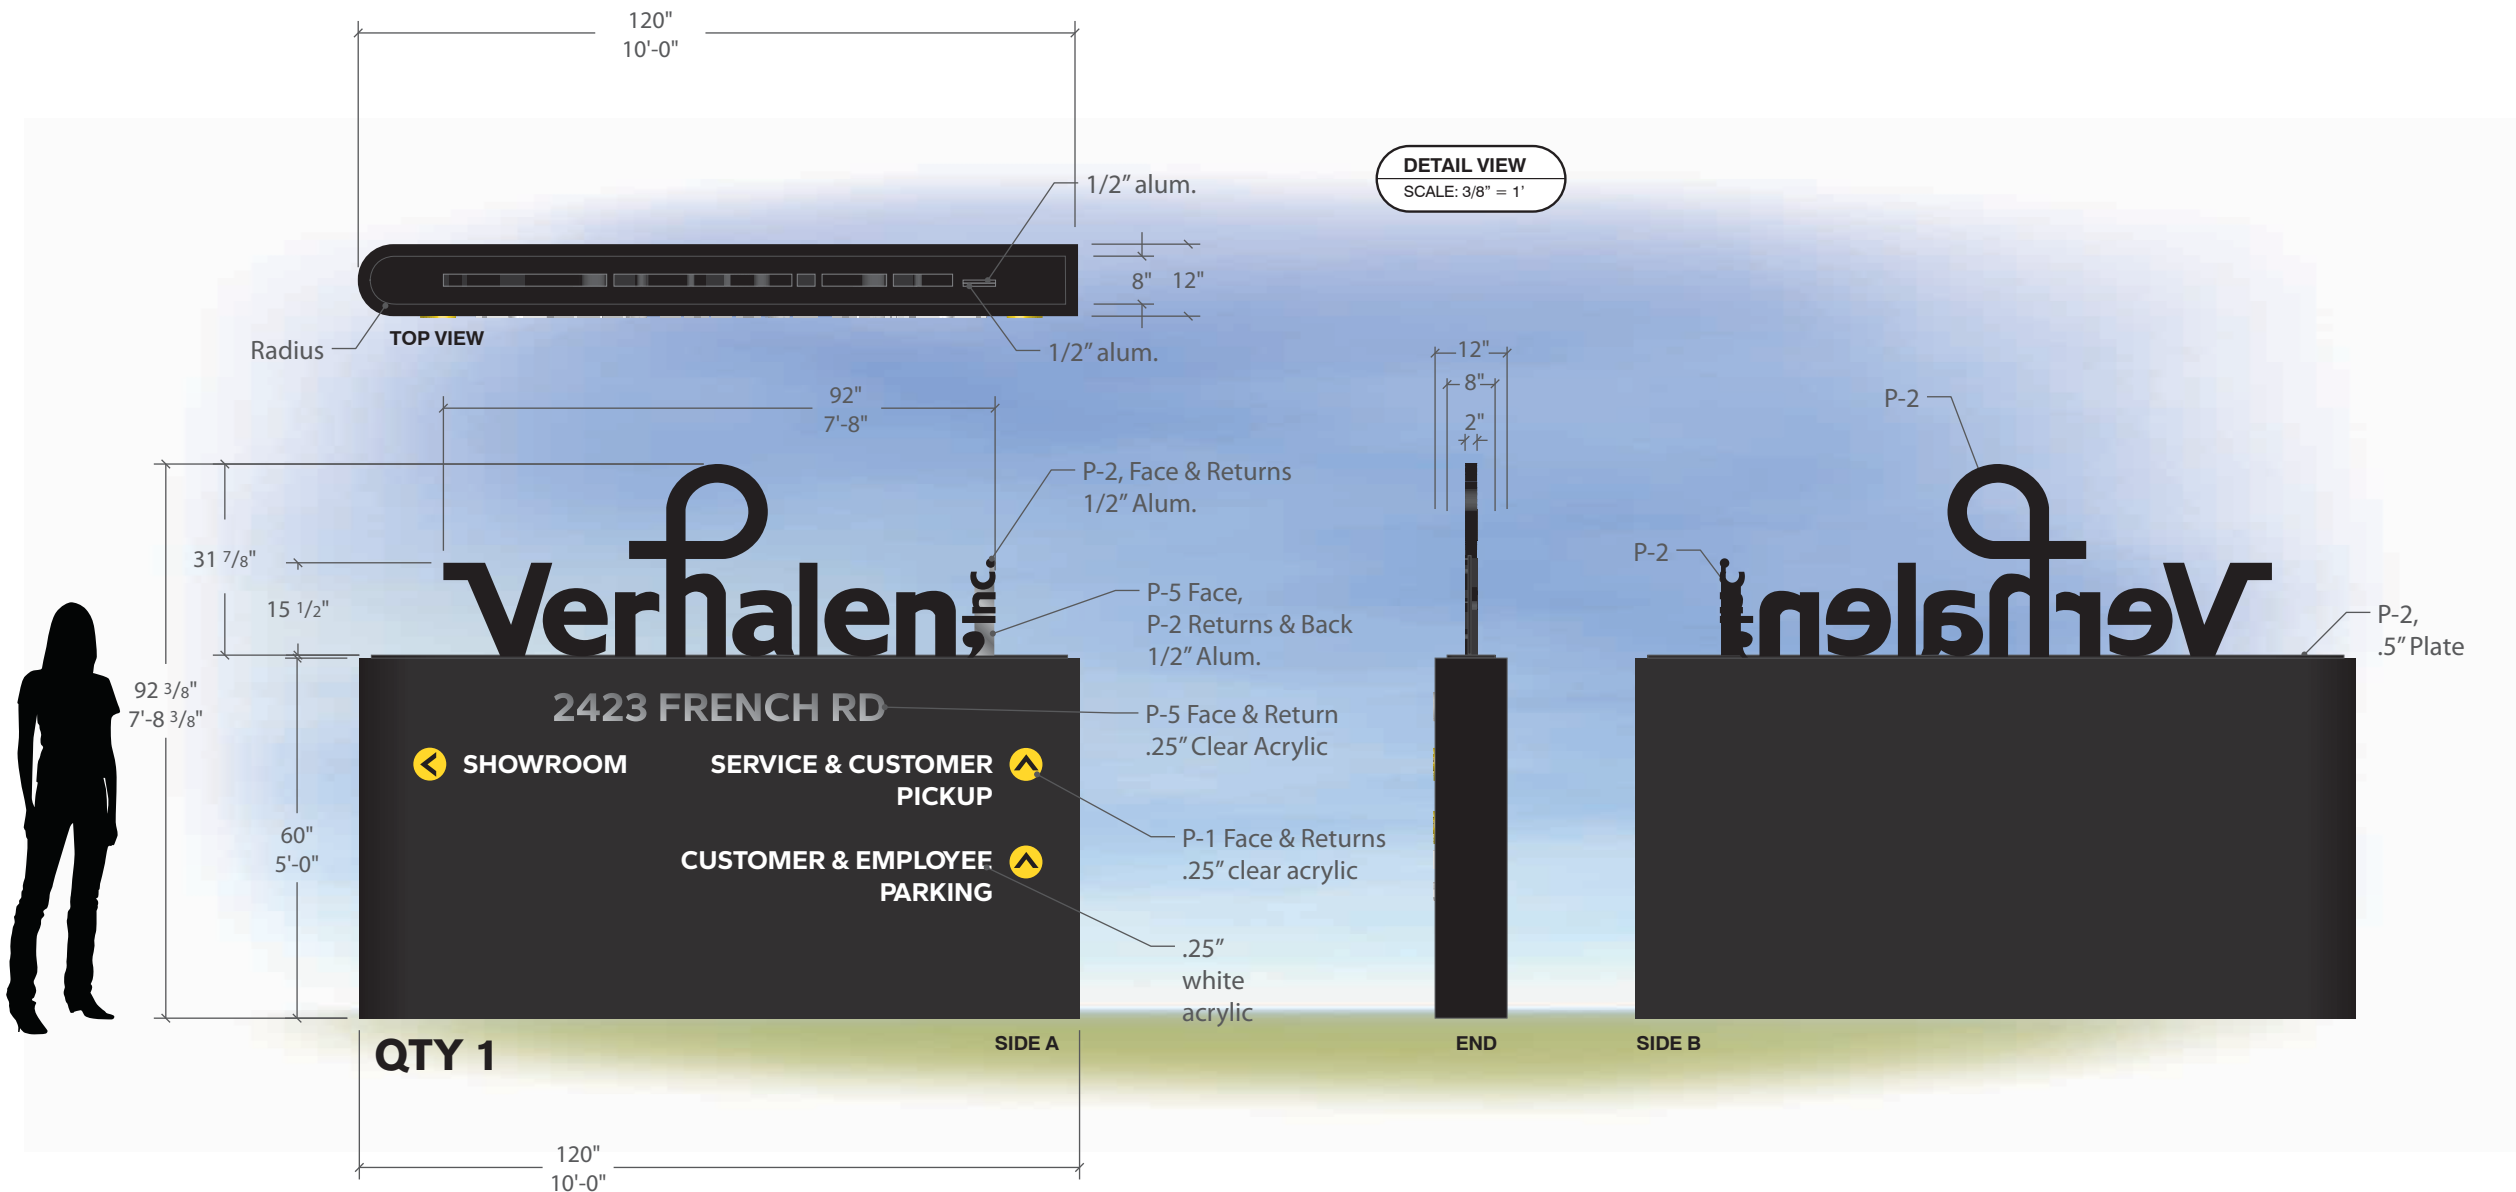 120"
10'-0"
DETAIL VIEW
SCALE: 3/8” = 1’
1/2” alum.
8" 12"
Radius
TOP VIEW
1/2” alum.
12"
8"
2"
92"
7'-8"
P-2
P-2, Face & Returns
1/2” Alum.
31 7/8"
15 1/2"
Verhalen, Inc.
P-2
Verhalen, Inc.
P-5 Face,
P-2 Returns & Back
1/2” Alum.
P-2,
.5” Plate
92 3/8"
7'-8 3/8"
2423 FRENCH RD
P-5 Face & Return
.25” Clear Acrylic
SHOWROOM
SERVICE & CUSTOMER
PICKUP
60"
5'-0"
P-1 Face & Returns
.25” clear acrylic
CUSTOMER & EMPLOYEE
PARKING
.25”
white
acrylic
QTY 1
SIDE A
END
SIDE B
120"
10'-0"